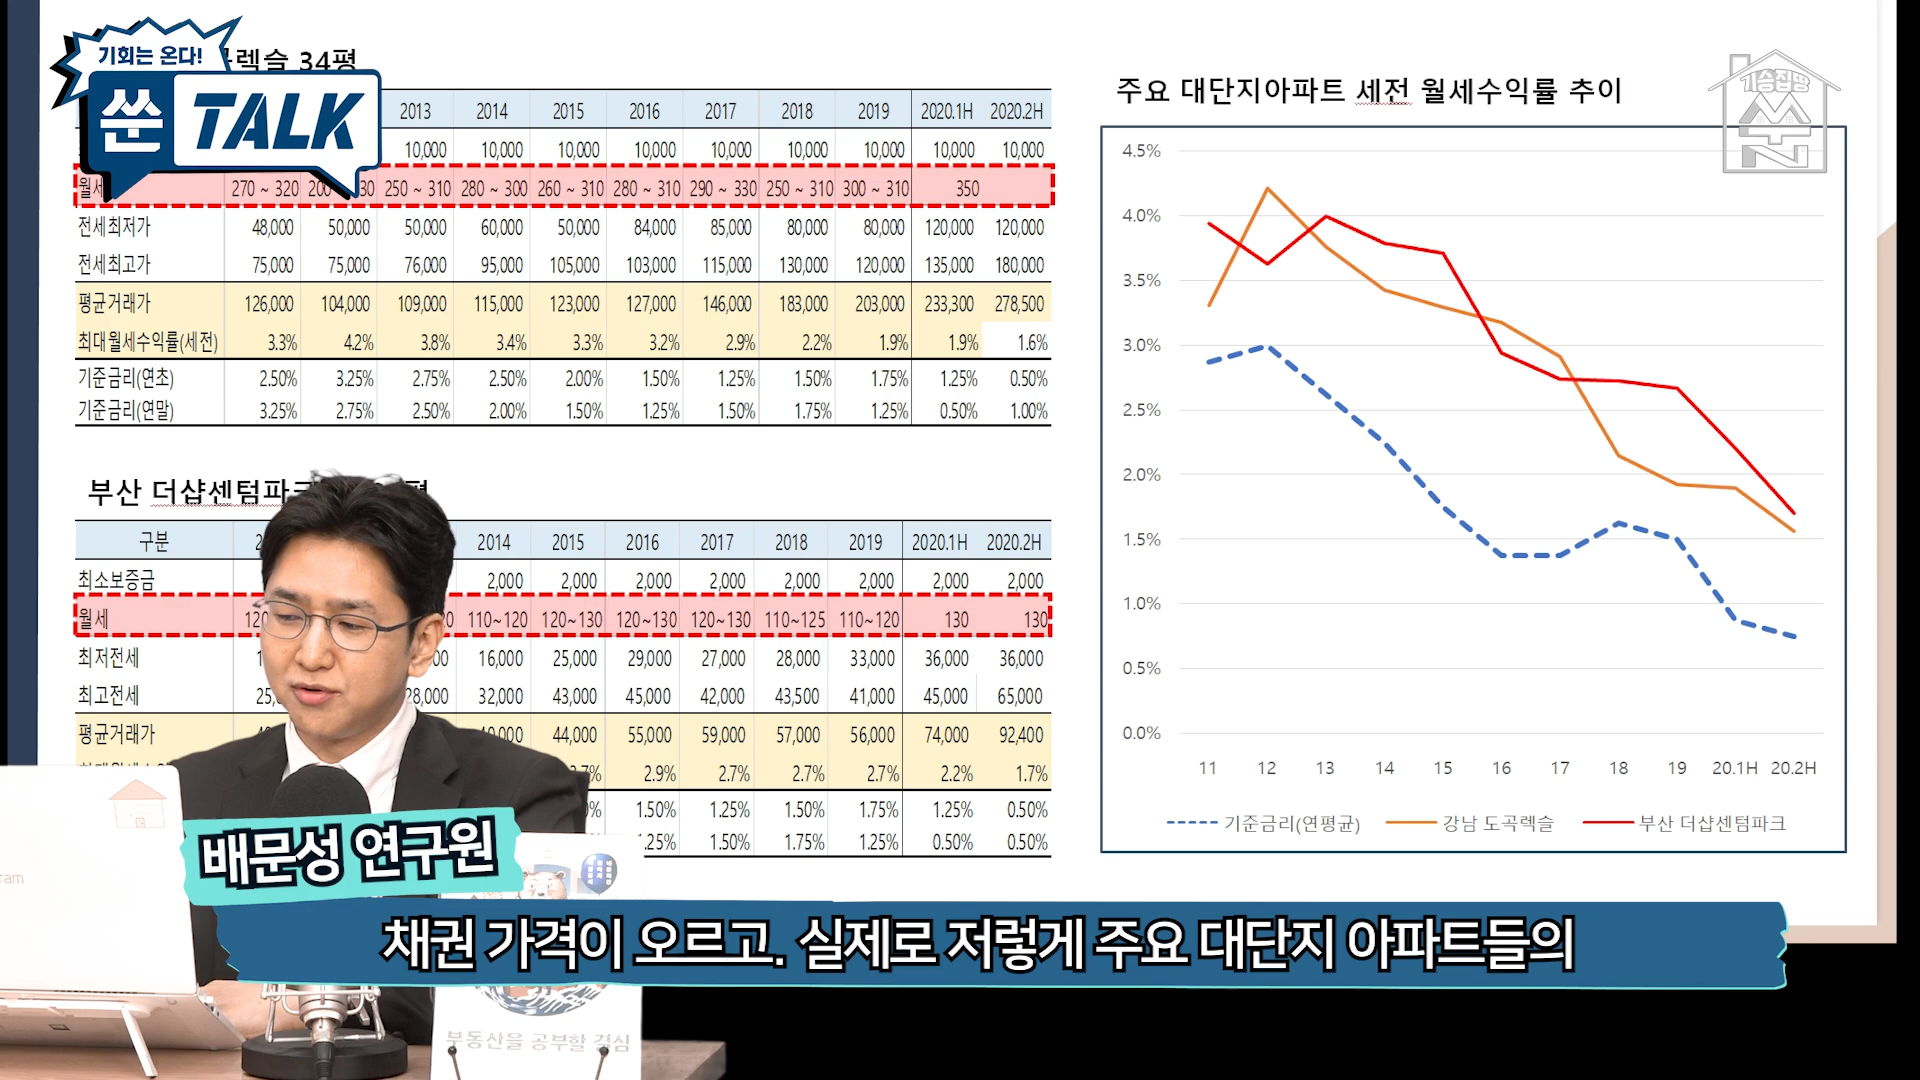 기회는 온다!
쑨 TALK
렉슬 34평
2013 2014 2015 2016 2017 2018 2019 2020.1H 2020.2H
10,000 10,000 10,000 10,000 10,000 10,000 10,000 10,000 10,000
월세 270 ~ 320 250 ~ 310 280 ~ 300 260 ~ 310 280 ~ 310 290 ~ 330 250 ~ 310 300 ~ 310 350
전세최저가 48,000 50,000 50,000 60,000 50,000 84,000 85,000 80,000 80,000 120,000 120,000
전세최고가 75,000 75,000 76,000 95,000 105,000 103,000 115,000 130,000 120,000 135,000 180,000
평균거래가 126,000 104,000 109,000 115,000 123,000 127,000 146,000 183,000 203,000 233,300 278,500
최대월세수익률(세전) 3.3% 4.2% 3.8% 3.4% 3.3% 3.2% 2.9% 2.2% 1.9% 1.9% 1.6%
기준금리(연초) 2.50% 3.25% 2.75% 2.50% 2.00% 1.50% 1.25% 1.50% 1.75% 1.25% 0.50%
기준금리(연말) 3.25% 2.75% 2.50% 2.00% 1.50% 1.25% 1.50% 1.75% 1.25% 0.50% 1.00%
부산 더샵센텀파크 평
구분 2014 2015 2016 2017 2018 2019 2020.1H 2020.2H
최소보증금 2,000 2,000 2,000 2,000 2,000 2,000 2,000 2,000
월세 110~120 120~130 120~130 120~130 110~125 110~120 130 130
최저전세 16,000 25,000 29,000 27,000 28,000 33,000 36,000 36,000
최고전세 28,000 32,000 43,000 45,000 42,000 43,500 41,000 45,000 65,000
평균거래가 44,000 55,000 59,000 57,000 56,000 74,000 92,400
2.9% 2.7% 2.7% 2.7% 2.2% 1.7%
1.50% 1.25% 1.50% 1.75% 1.25% 0.50%
1.50% 1.75% 1.25% 0.50% 0.50%
주요 대단지아파트 세전 월세수익률 추이
기승집땅
MTN
4.5%
4.0%
3.5%
3.0%
2.5%
2.0%
1.5%
1.0%
0.5%
0.0%
11 12 13 14 15 16 17 18 19 20.1H 20.2H
기준금리(연평균) 강남 도곡렉슬 부산 더샵센텀파크
배문성 연구원
채권 가격이 오르고. 실제로 저렇게 주요 대단지 아파트들의
부동산을 공부할 결심